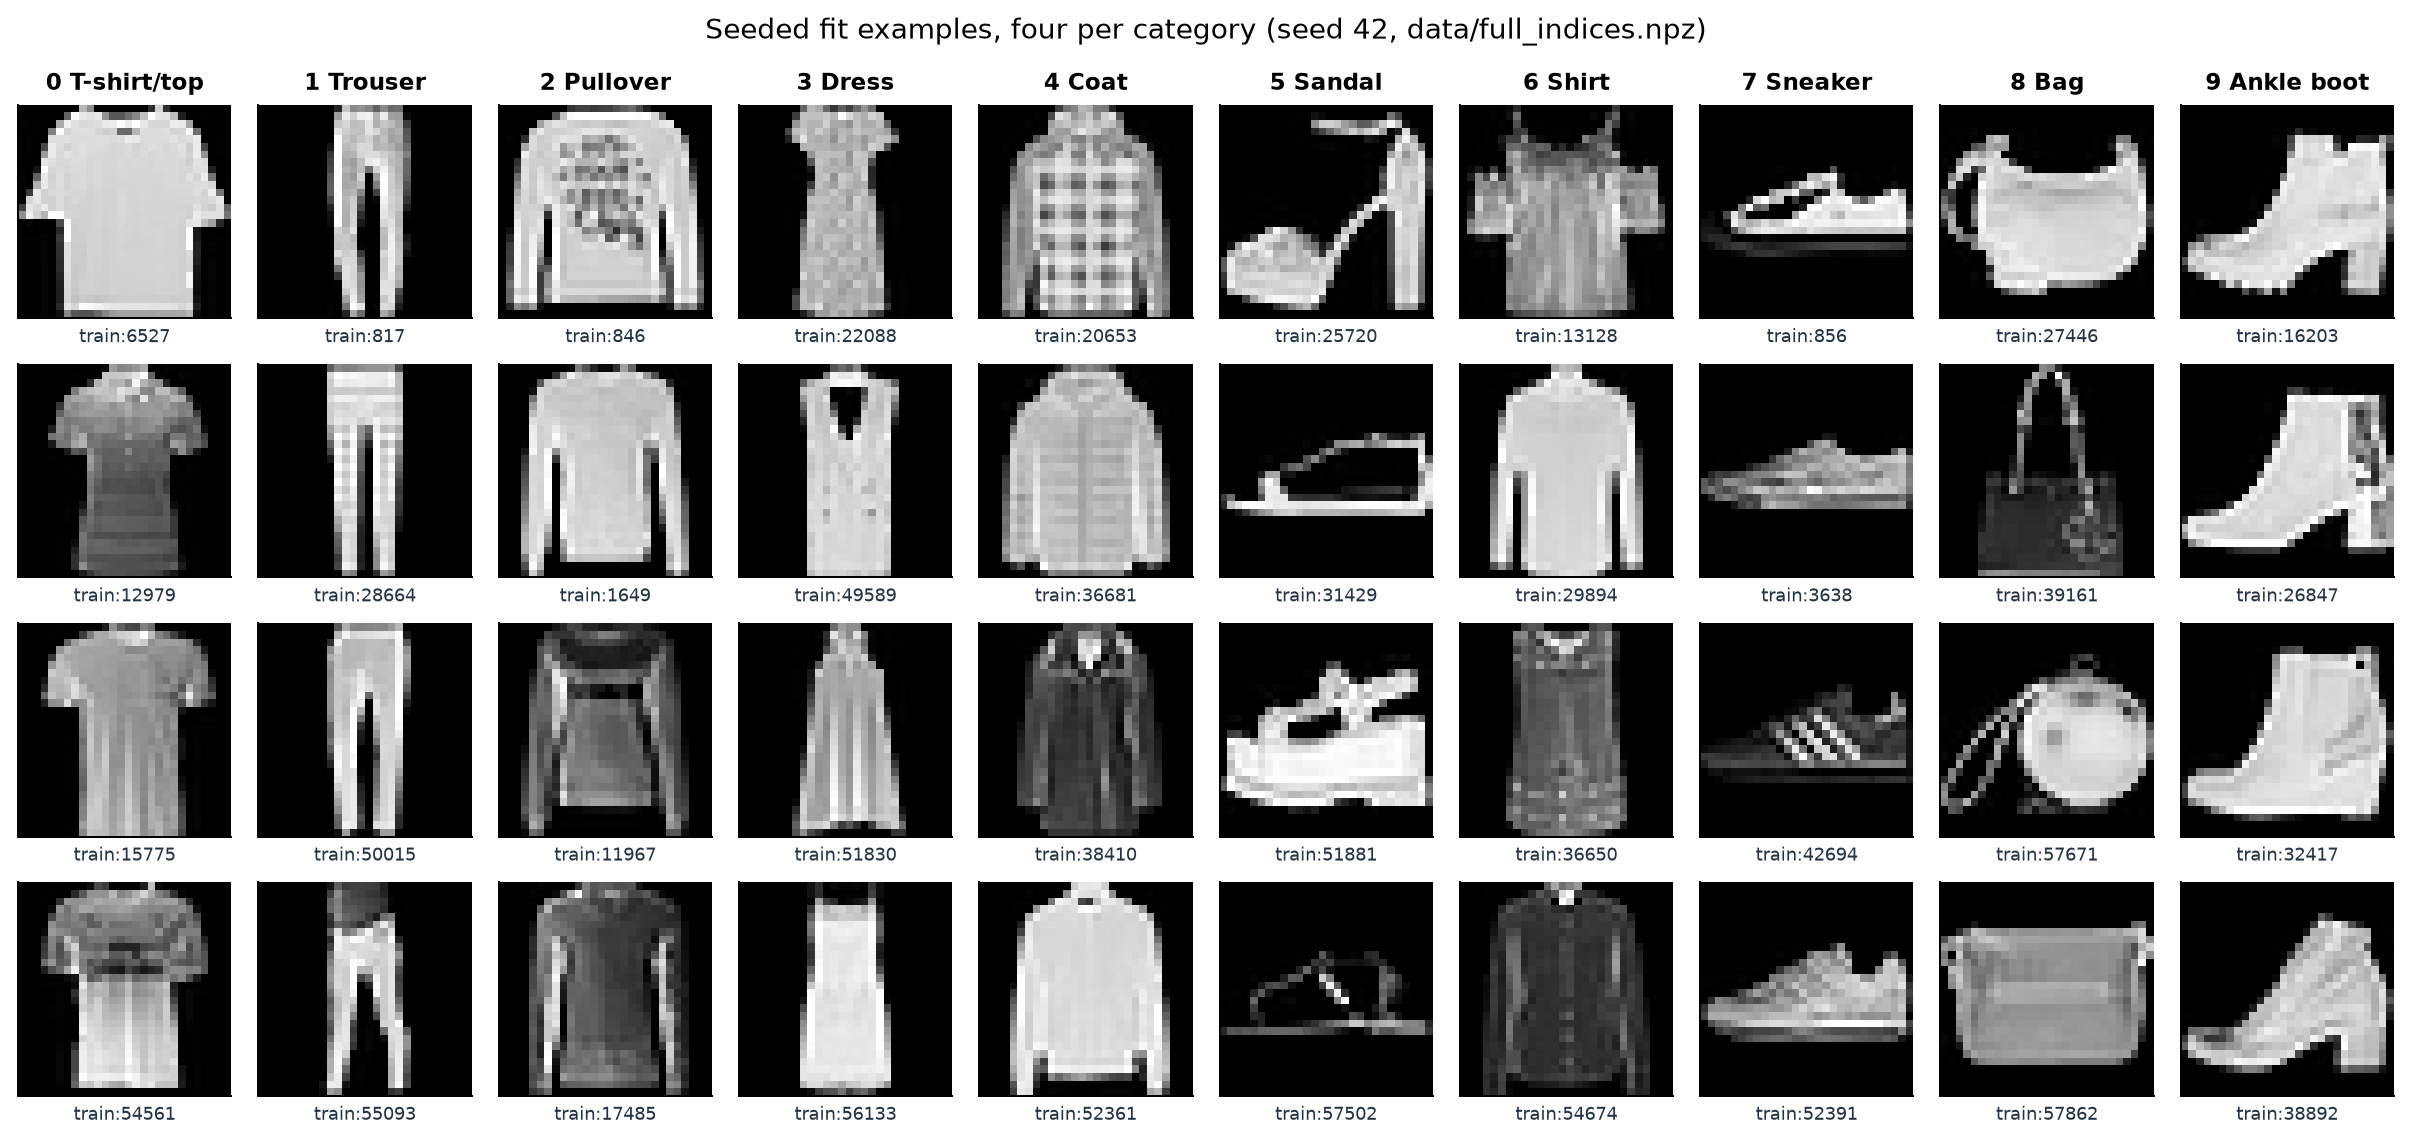 Seeded fit examples, four per category (seed 42, data/full_indices.npz)
0 T-shirt/top 1 Trouser 2 Pullover 3 Dress 4 Coat 5 Sandal 6 Shirt 7 Sneaker 8 Bag 9 Ankle boot
train:6527 train:817 train:846 train:22088 train:20653 train:25720 train:13128 train:856 train:27446 train:16203
train:12979 train:28664 train:1649 train:49589 train:36681 train:31429 train:29894 train:3638 train:39161 train:26847
train:15775 train:50015 train:11967 train:51830 train:38410 train:51881 train:36650 train:42694 train:57671 train:32417
train:54561 train:55093 train:17485 train:56133 train:52361 train:57502 train:54674 train:52391 train:57862 train:38892